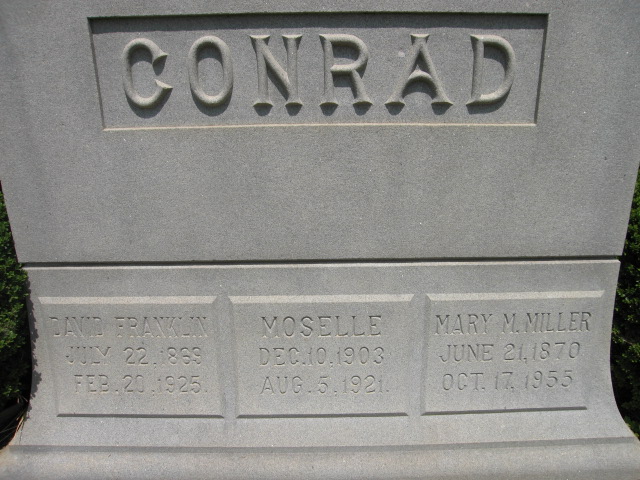 CONRAD
DAVID FRANKLIN
JULY 22, 1869
FEB. 20, 1925.
MOSELLE
DEC. 10, 1903
AUG. 5, 1921.
MARY M. MILLER
JUNE 21, 1870
OCT. 17, 1955